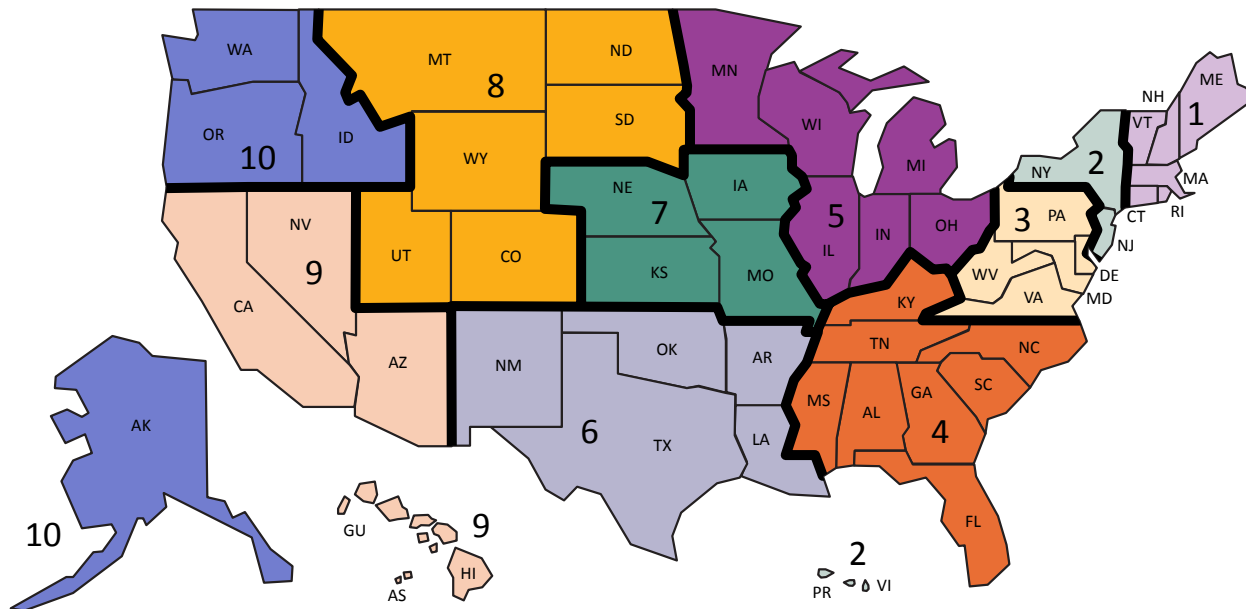 WA
MT
ND
MN
ME
NH
VT
1
8
OR
ID
10
WY
SD
WI
MI
NY
2
MA
CT
RI
NE
IA
7
5
IL
IN
OH
3
PA
NJ
NV
UT
CO
KS
MO
WV
VA
DE
MD
9
CA
KY
AZ
NM
OK
AR
TN
NC
SC
AK
6
TX
LA
MS
AL
GA
4
FL
10
GU
9
HI
AS
2
PR
VI